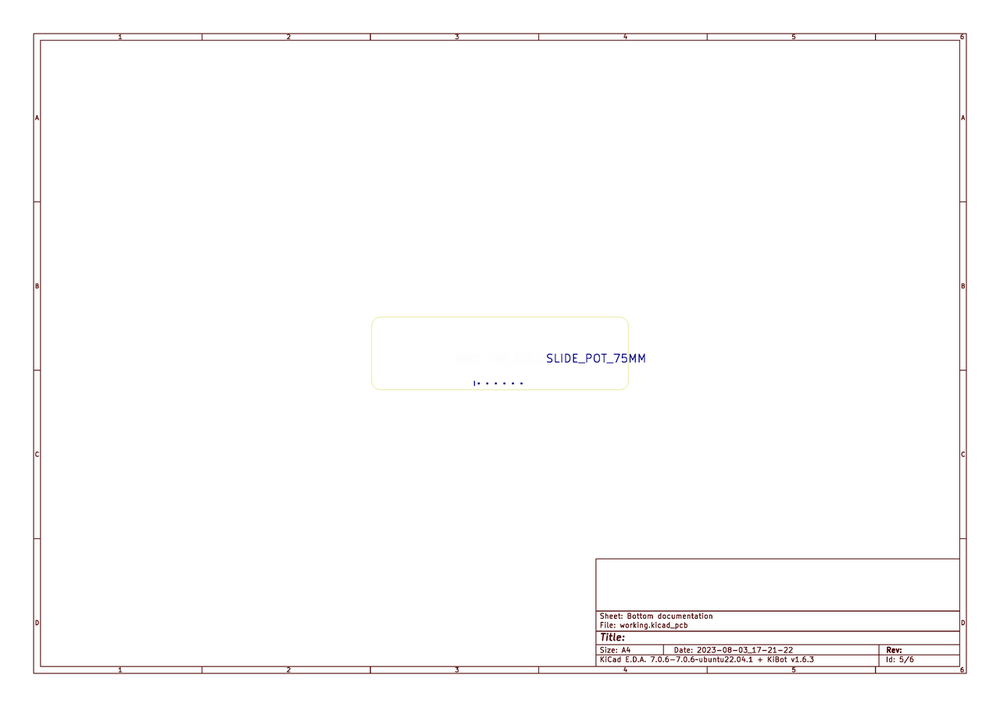 1 2 3 4 5 6
A A
B B
SLIDE_POT_75MM
C C
Sheet: Bottom documentation
File: working.kicad_pcb
D D
Title:
Size: A4 Date: 2023-08-03_17-21-22 Rev:
KiCad E.D.A. 7.0.6-7.0.6~ubuntu22.04.1 + KiBot v1.6.3 Id: 5/6
1 2 3 4 5 6